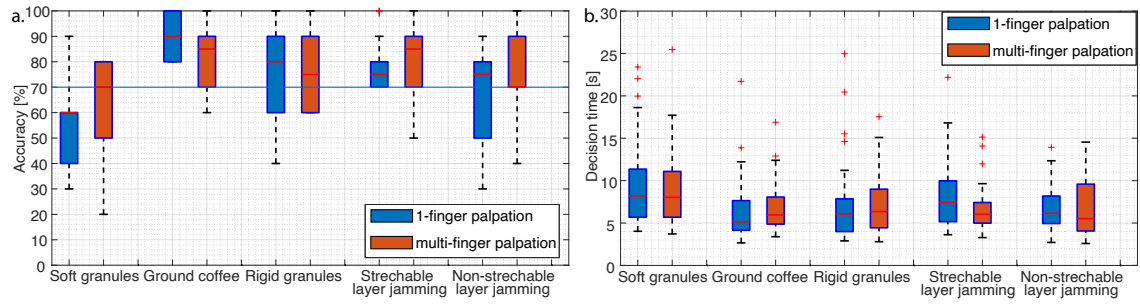 a.
Accuracy [%]
100
90
80
70
60
50
40
30
20
10
0
1-finger palpation
multi-finger palpation
Soft granules
Ground coffee
Rigid granules
Strechable
layer jamming
Non-strechable
layer jamming
b.
Decision time [s]
30
25
20
15
10
5
0
1-finger palpation
multi-finger palpation
Soft granules
Ground coffee
Rigid granules
Strechable
layer jamming
Non-strechable
layer jamming